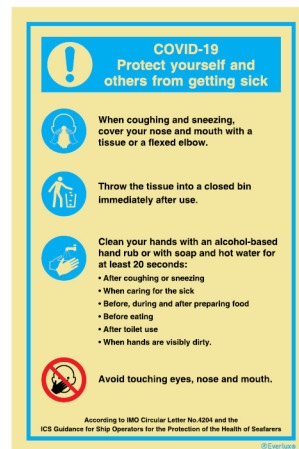 COVID-19
Protect yourself and
others from getting sick
When coughing and sneezing,
cover your nose and mouth with a
tissue or a flexed elbow.
Throw the tissue into a closed bin
immediately after use.
Clean your hands with an alcohol-based
hand rub or with soap and hot water for
at least 20 seconds:
• After coughing or sneezing
• When caring for the sick
• Before, during and after preparing food
• Before eating
• After toilet use
• When hands are visibly dirty.
Avoid touching eyes, nose and mouth.
According to IMO Circular Letter No.4204 and the
ICS Guidance for Ship Operators for the Protection of the Health of Seafarers
© Everlux®